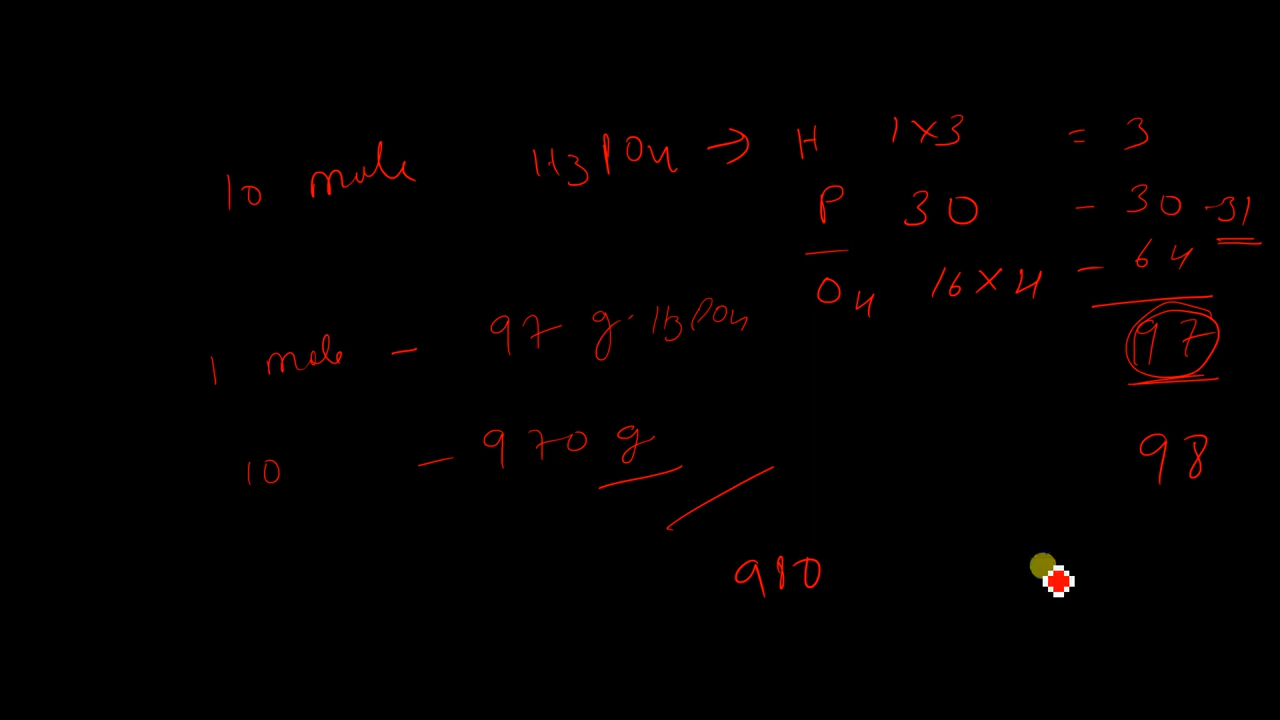 10 mole H3PO4 → H 1×3 = 3
P 30 - 30 - 31
O4 16×4 - 64
97
1 mole - 97 g. H3PO4
10 - 970 g
98
980